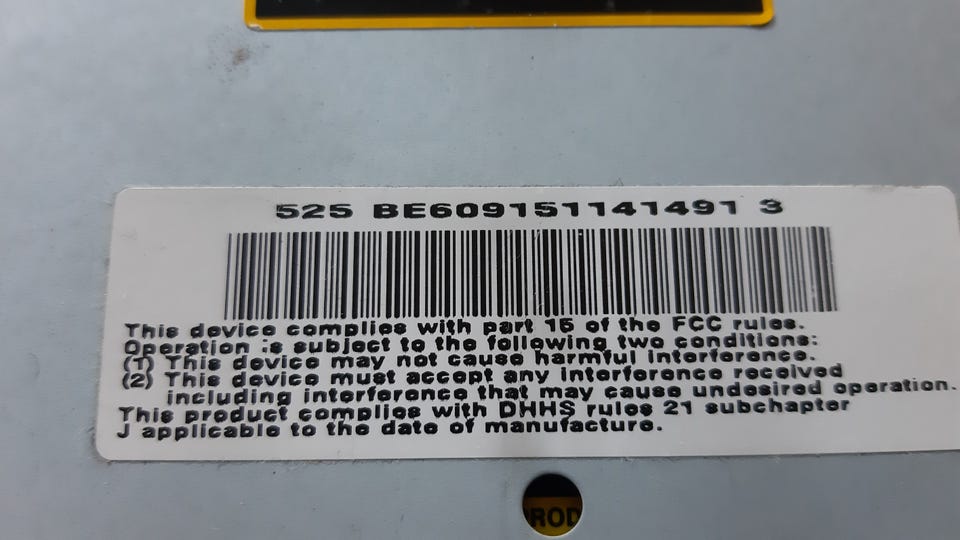 525 BE609151141491 3
This device complies with part 15 of the FCC rules.
Operation is subject to the following two conditions:
(1) This device may not cause harmful interference.
(2) This device must accept any interference received
including interference that may cause undesired operation.
This product complies with DHHS rules 21 subchapter
J applicable to the date of manufacture.
ROD